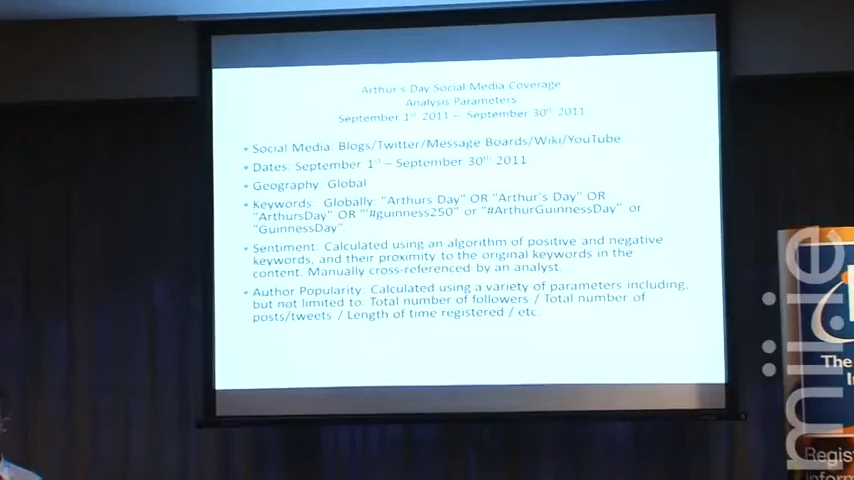 Arthur's Day Social Media Coverage
Analysis Parameters
September 1st 2011 – September 30th 2011
• Social Media: Blogs/Twitter/Message Boards/Wiki/YouTube
• Dates: September 1st – September 30th 2011
• Geography: Global
• Keywords: Globally: "Arthurs Day" OR "Arthur's Day" OR
"ArthursDay" OR "'#guinness250" or "#ArthurGuinnessDay" or
"GuinnessDay".
• Sentiment: Calculated using an algorithm of positive and negative
keywords, and their proximity to the original keywords in the
content. Manually cross-referenced by an analyst.
• Author Popularity: Calculated using a variety of parameters including,
but not limited to: Total number of followers / Total number of
posts/tweets / Length of time registered / etc.
mii.ie
The
Regis
Inform